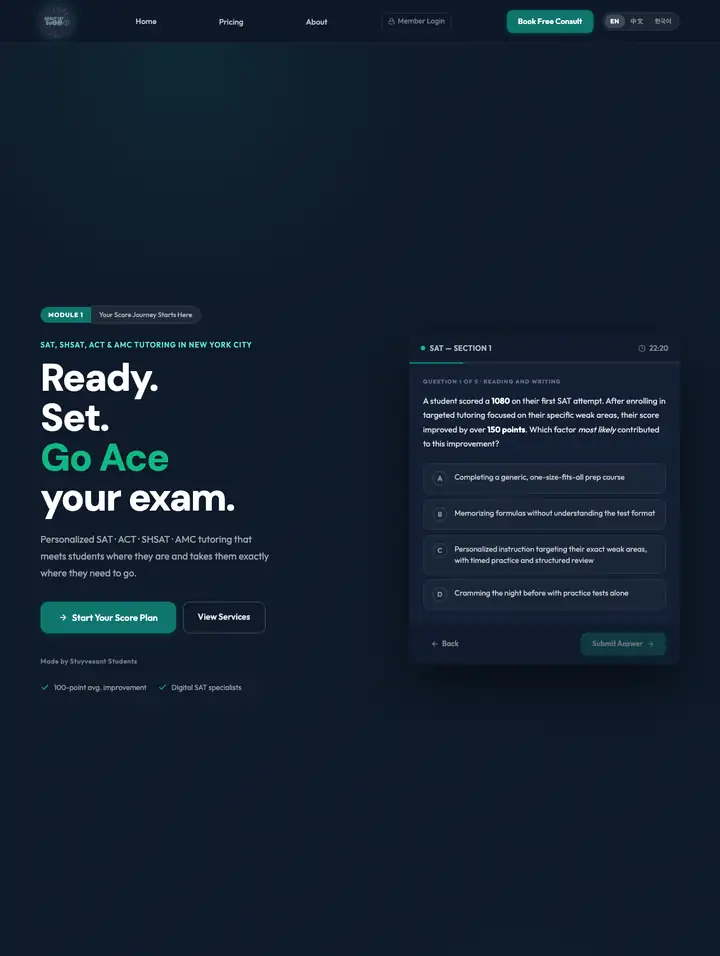 Home
Pricing
About
Member Login
Book Free Consult
EN
中文
한국어
MODULE 1
Your Score Journey Starts Here
SAT, SHSAT, ACT & AMC TUTORING IN NEW YORK CITY
Ready.
Set.
Go Ace
your exam.
Personalized SAT · ACT · SHSAT · AMC tutoring that
meets students where they are and takes them exactly
where they need to go.
→ Start Your Score Plan
View Services
Made by Stuyvesant Students
✓ 100-point avg. improvement
✓ Digital SAT specialists
SAT — SECTION 1
22:20
QUESTION 1 OF 5 · READING AND WRITING
A student scored a 1080 on their first SAT attempt. After enrolling in
targeted tutoring focused on their specific weak areas, their score
improved by over 150 points. Which factor most likely contributed
to this improvement?
A Completing a generic, one-size-fits-all prep course
B Memorizing formulas without understanding the test format
C Personalized instruction targeting their exact weak areas,
with timed practice and structured review
D Cramming the night before with practice tests alone
← Back
Submit Answer →